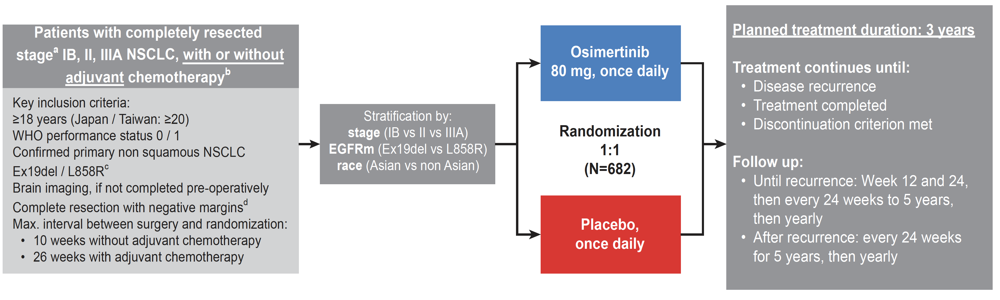 Patients with completely resected
stageᵃ IB, II, IIIA NSCLC, with or without
adjuvant chemotherapyᵇ
Key inclusion criteria:
≥18 years (Japan / Taiwan: ≥20)
WHO performance status 0 / 1
Confirmed primary non squamous NSCLC
Ex19del / L858Rᶜ
Brain imaging, if not completed pre-operatively
Complete resection with negative marginsᵈ
Max. interval between surgery and randomization:
• 10 weeks without adjuvant chemotherapy
• 26 weeks with adjuvant chemotherapy
Stratification by:
stage (IB vs II vs IIIA)
EGFRm (Ex19del vs L858R)
race (Asian vs non Asian)
Osimertinib
80 mg, once daily
Randomization
1:1
(N=682)
Placebo,
once daily
Planned treatment duration: 3 years
Treatment continues until:
• Disease recurrence
• Treatment completed
• Discontinuation criterion met
Follow up:
• Until recurrence: Week 12 and 24,
then every 24 weeks to 5 years,
then yearly
• After recurrence: every 24 weeks
for 5 years, then yearly